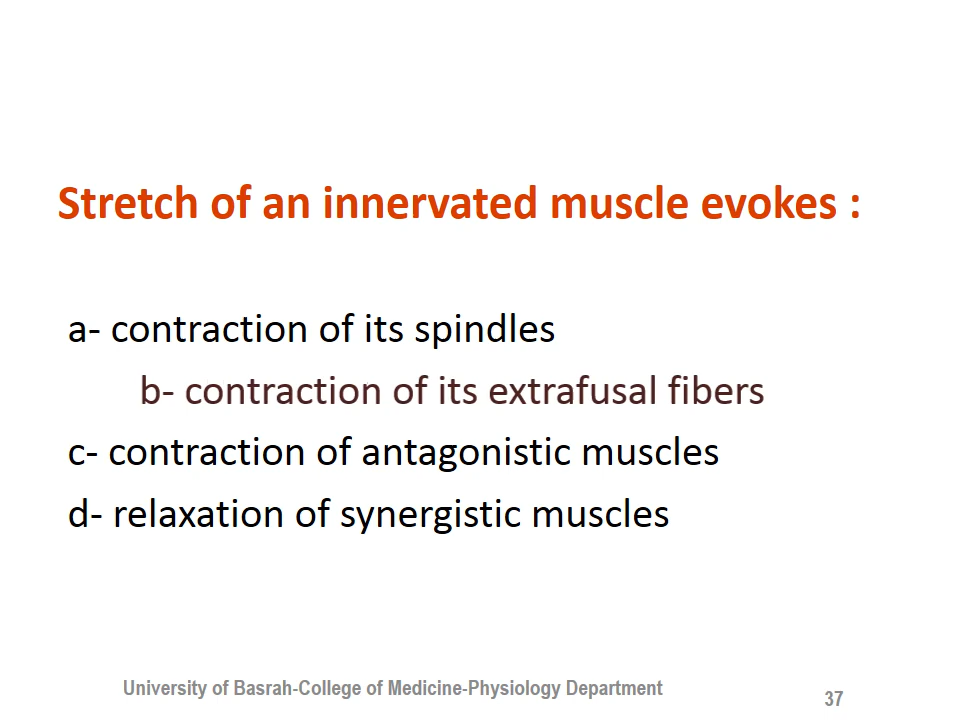 Stretch of an innervated muscle evokes :
a- contraction of its spindles
b- contraction of its extrafusal fibers
c- contraction of antagonistic muscles
d- relaxation of synergistic muscles
University of Basrah-College of Medicine-Physiology Department
37